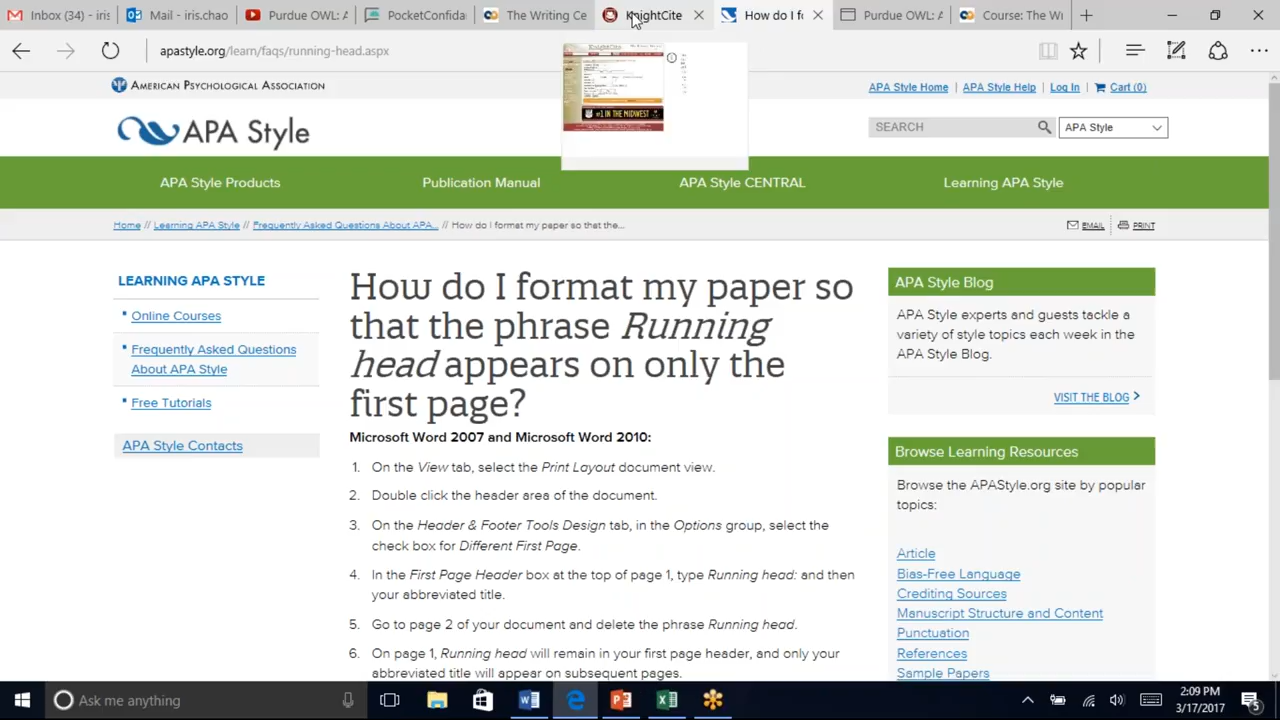 Inbox (34) - iris
Mail - iris.chao
Purdue OWL: A
PocketConfida
The Writing Ce
KnightCite
How do I fo
Purdue OWL: A
Course: The Wi
apastyle.org/learn/faqs/running-head.aspx
AMERICAN PSYCHOLOGICAL ASSOCIATION
APA Style Home
APA Style Help
Log In
Cart (0)
APA Style
SEARCH
APA Style
#1 IN THE MIDWEST
APA Style Products
Publication Manual
APA Style CENTRAL
Learning APA Style
Home // Learning APA Style // Frequently Asked Questions About APA... // How do I format my paper so that the...
EMAIL
PRINT
LEARNING APA STYLE
Online Courses
Frequently Asked Questions
About APA Style
Free Tutorials
APA Style Contacts
How do I format my paper so
that the phrase Running
head appears on only the
first page?
Microsoft Word 2007 and Microsoft Word 2010:
1. On the View tab, select the Print Layout document view.
2. Double click the header area of the document.
3. On the Header & Footer Tools Design tab, in the Options group, select the
check box for Different First Page.
4. In the First Page Header box at the top of page 1, type Running head: and then
your abbreviated title.
5. Go to page 2 of your document and delete the phrase Running head.
6. On page 1, Running head will remain in your first page header, and only your
abbreviated title will appear on subsequent pages.
APA Style Blog
APA Style experts and guests tackle a
variety of style topics each week in the
APA Style Blog.
VISIT THE BLOG
Browse Learning Resources
Browse the APAStyle.org site by popular
topics:
Article
Bias-Free Language
Crediting Sources
Manuscript Structure and Content
Punctuation
References
Sample Papers
Ask me anything
2:09 PM
3/17/2017
5